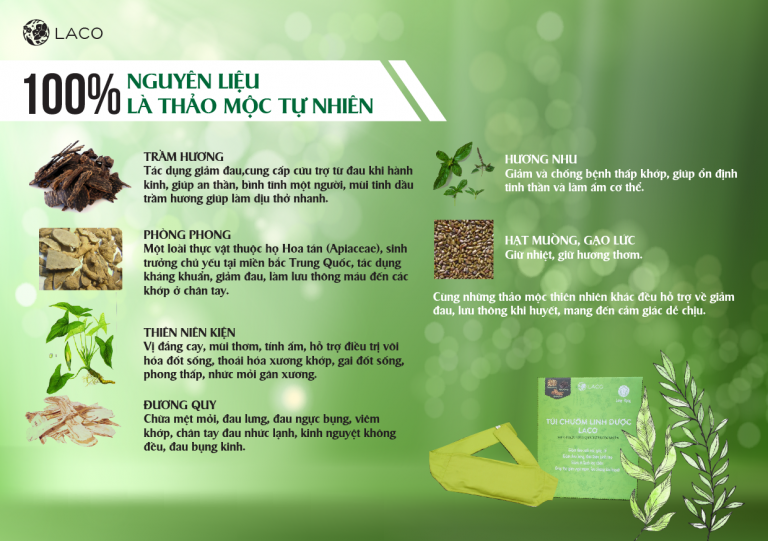 LACO
100%
NGUYÊN LIỆU
LÀ THẢO MỘC TỰ NHIÊN
TRẦM HƯƠNG
Tác dụng giảm đau,cung cấp cứu trợ từ đau khi hành
kinh, giúp an thần, bình tĩnh một người, mùi tinh dầu
trầm hương giúp làm dịu thở nhanh.
PHÒNG PHONG
Một loài thực vật thuộc họ Hoa tán (Apiaceae), sinh
trưởng chủ yếu tại miền bắc Trung Quốc, tác dụng
kháng khuẩn, giảm đau, làm lưu thông máu đến các
khớp ở chân tay.
THIÊN NIÊN KIỆN
Vị đắng cay, mùi thơm, tính ấm, hỗ trợ điều trị vôi
hóa đốt sống, thoái hóa xương khớp, gai đốt sống,
phong thấp, nhức mỏi gân xương.
ĐƯƠNG QUY
Chữa mệt mỏi, đau lưng, đau ngực bụng, viêm
khớp, chân tay đau nhức lạnh, kinh nguyệt không
đều, đau bụng kinh.
HƯƠNG NHU
Giảm và chống bệnh thấp khớp, giúp ổn định
tinh thần và làm ấm cơ thể.
HẠT MUỒNG, GẠO LỨC
Giữ nhiệt, giữ hương thơm.
Cùng những thảo mộc thiên nhiên khác đều hỗ trợ về giảm
đau, lưu thông khí huyết, mang đến cảm giác dễ chịu.
LACO
TÚI CHƯỜM LINH DƯỢC
LACO